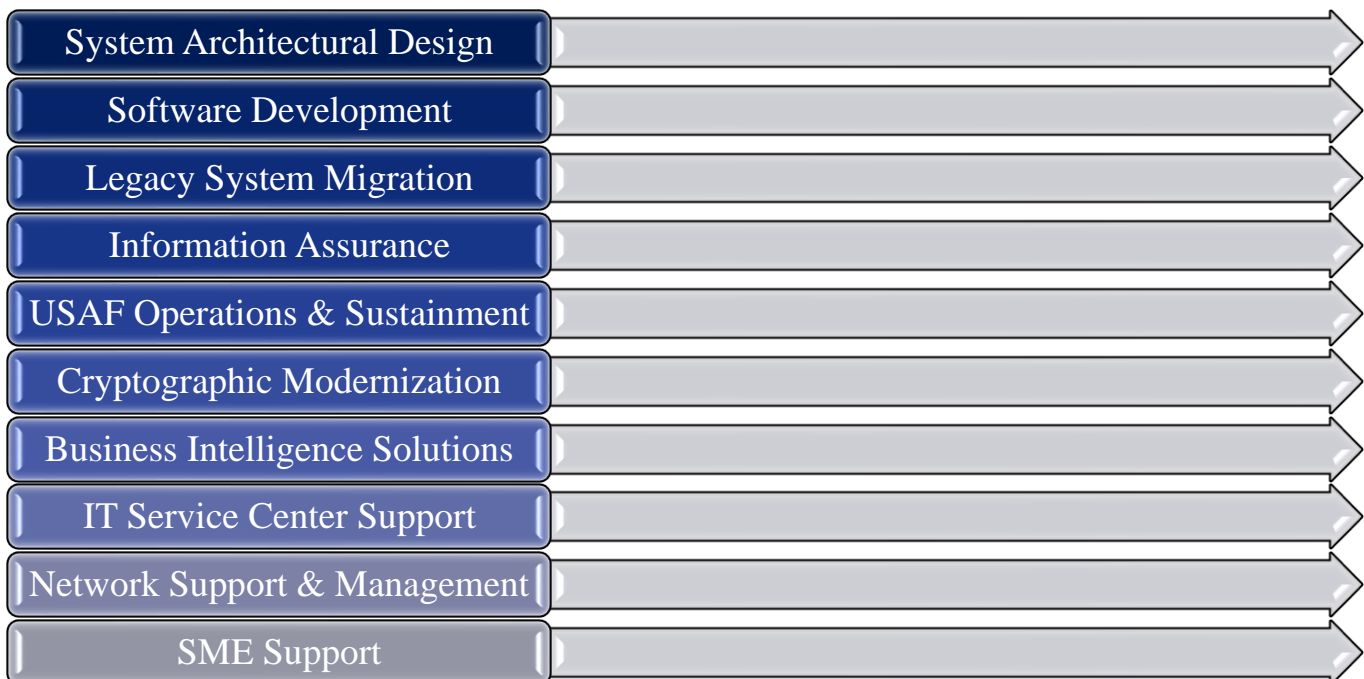 System Architectural Design
Software Development
Legacy System Migration
Information Assurance
USAF Operations & Sustainment
Cryptographic Modernization
Business Intelligence Solutions
IT Service Center Support
Network Support & Management
SME Support